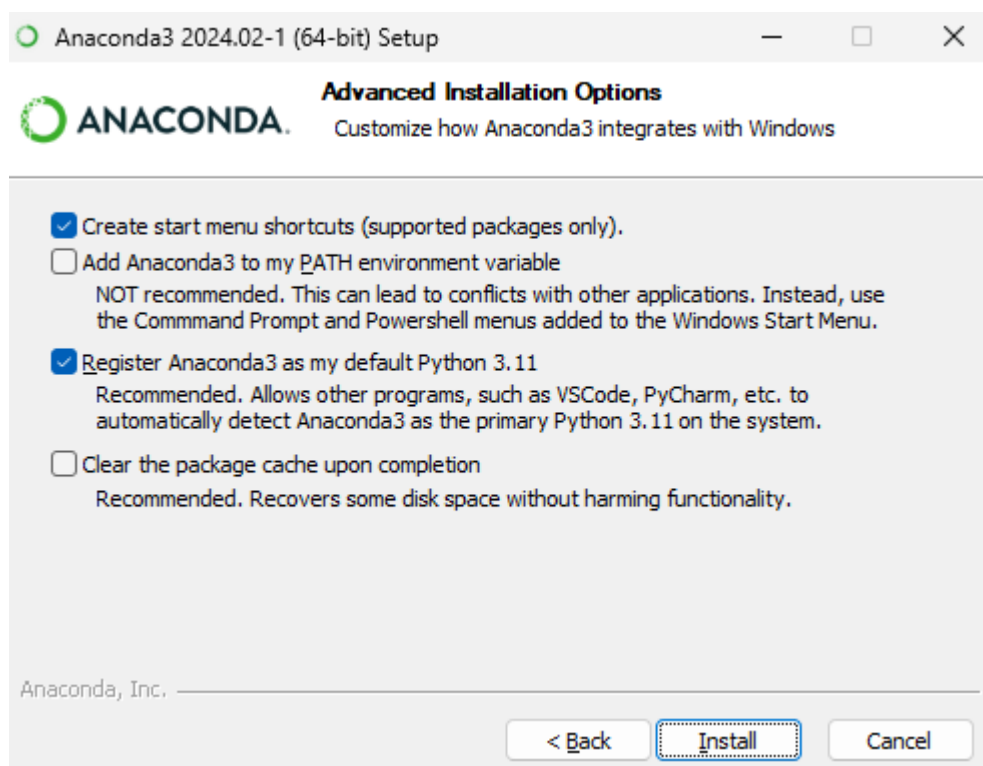 Anaconda3 2024.02-1 (64-bit) Setup
ANACONDA.
Advanced Installation Options
Customize how Anaconda3 integrates with Windows
Create start menu shortcuts (supported packages only).
Add Anaconda3 to my PATH environment variable
NOT recommended. This can lead to conflicts with other applications. Instead, use
the Commmand Prompt and Powershell menus added to the Windows Start Menu.
Register Anaconda3 as my default Python 3.11
Recommended. Allows other programs, such as VSCode, PyCharm, etc. to
automatically detect Anaconda3 as the primary Python 3.11 on the system.
Clear the package cache upon completion
Recommended. Recovers some disk space without harming functionality.
Anaconda, Inc.
< Back
Install
Cancel